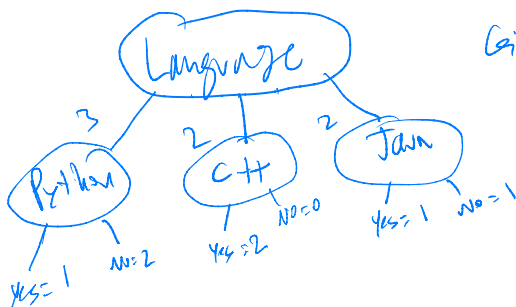 Language
3
2
2
Python
C++
Java
Yes=1
No=2
Yes=2
No=0
Yes=1
No=1